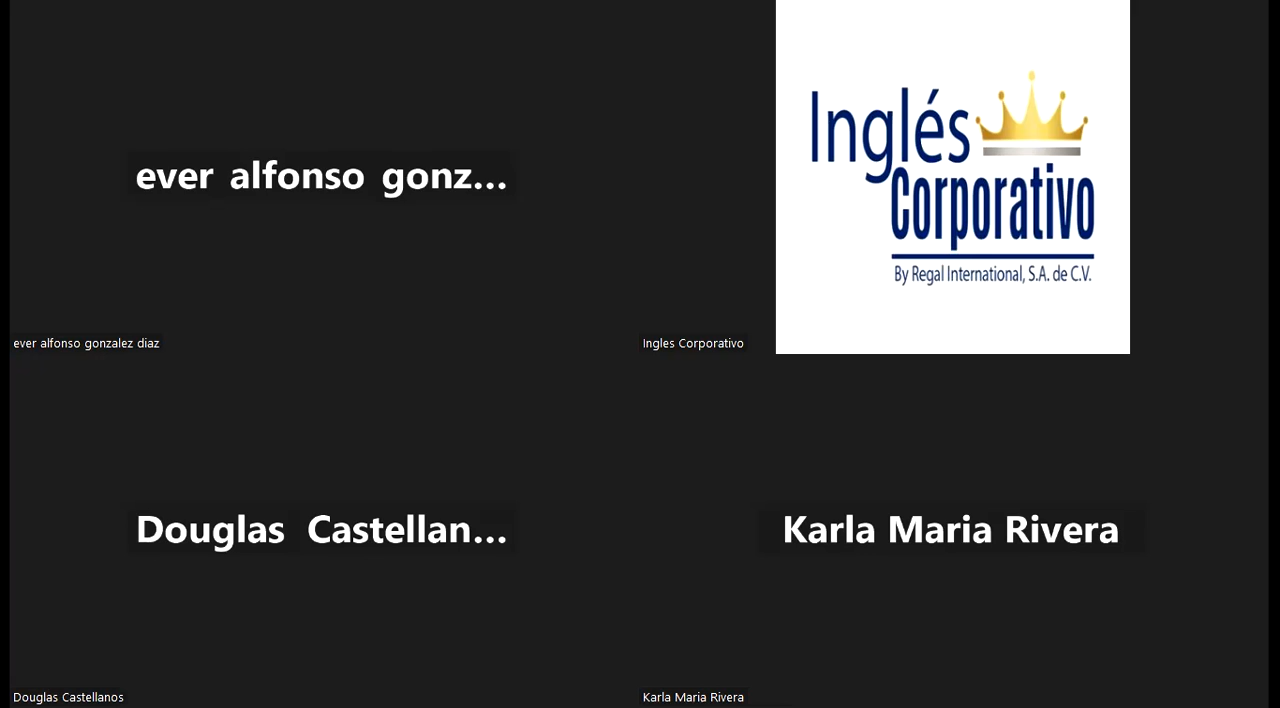 ever alfonso gonz...
ever alfonso gonzalez diaz
Inglés
Corporativo
By Regal International, S.A. de C.V.
Ingles Corporativo
Douglas Castellan...
Douglas Castellanos
Karla Maria Rivera
Karla Maria Rivera